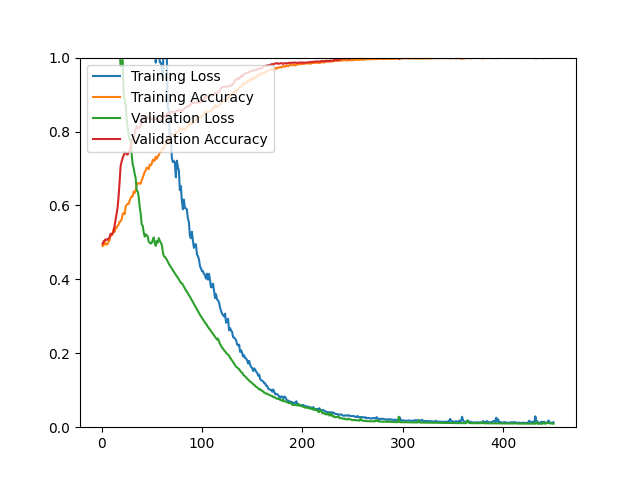 1.0
0.8
0.6
0.4
0.2
0.0
Training Loss
Training Accuracy
Validation Loss
Validation Accuracy
0 100 200 300 400